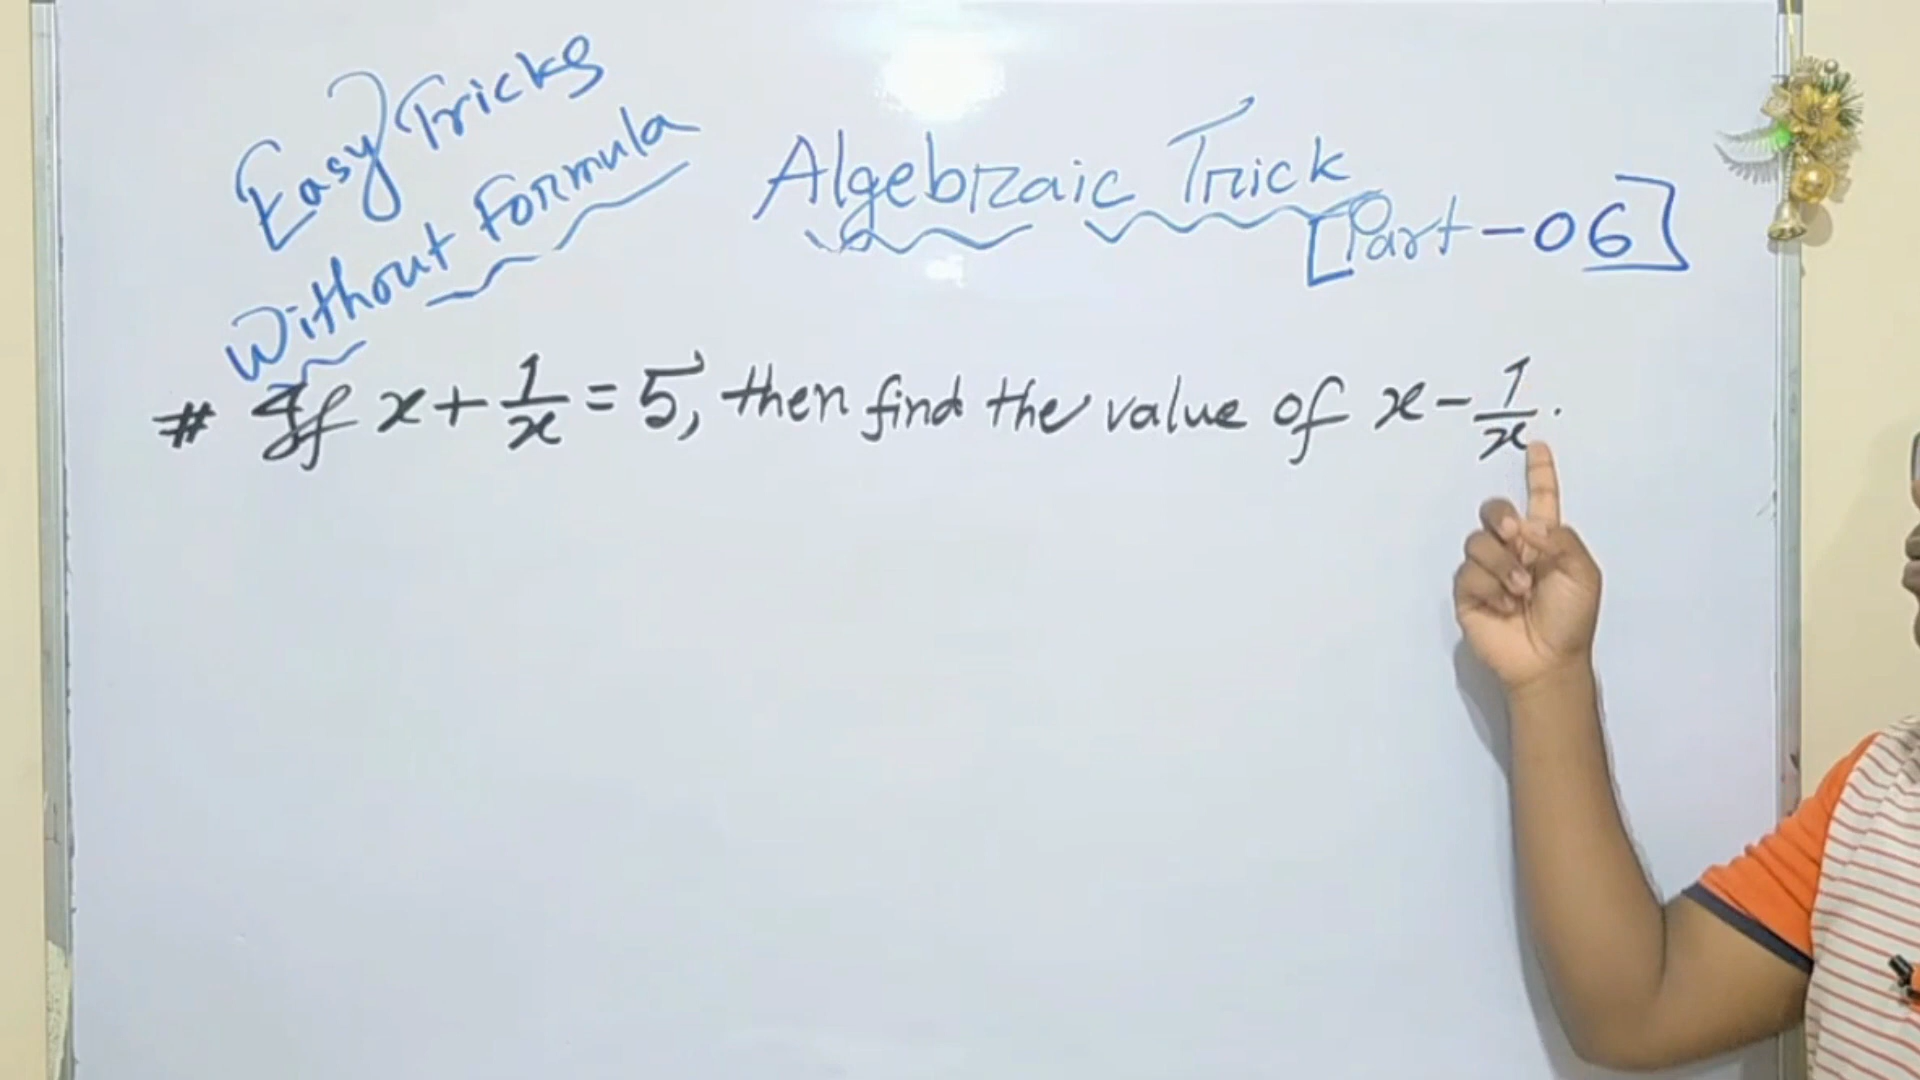 Easy Tricks
Without Formula
Algebraic Trick
[Part-06]
# If x + 1/x = 5, then find the value of x - 1/x.